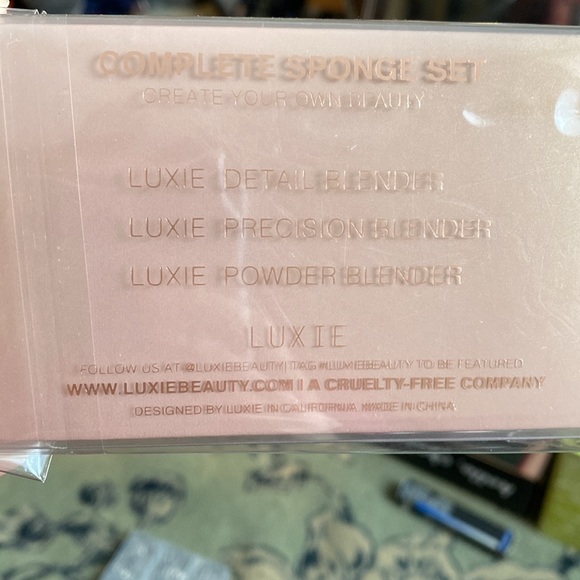 COMPLETE SPONGE SET
CREATE YOUR OWN BEAUTY
LUXIE DETAIL BLENDER
LUXIE PRECISION BLENDER
LUXIE POWDER BLENDER
LUXIE
FOLLOW US AT @LUXIEBEAUTY | TAG #LUXIEBEAUTY TO BE FEATURED
WWW.LUXIEBEAUTY.COM | A CRUELTY-FREE COMPANY
DESIGNED BY LUXIE IN CALIFORNIA. MADE IN CHINA.